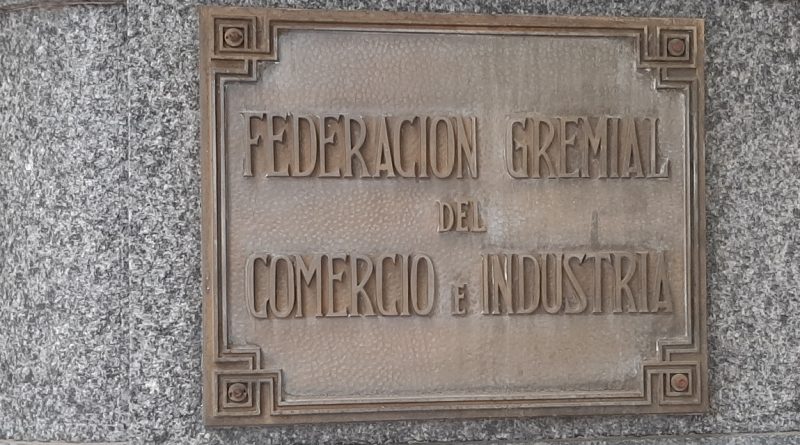 FEDERACION GREMIAL
DEL
COMERCIO É INDUSTRIA